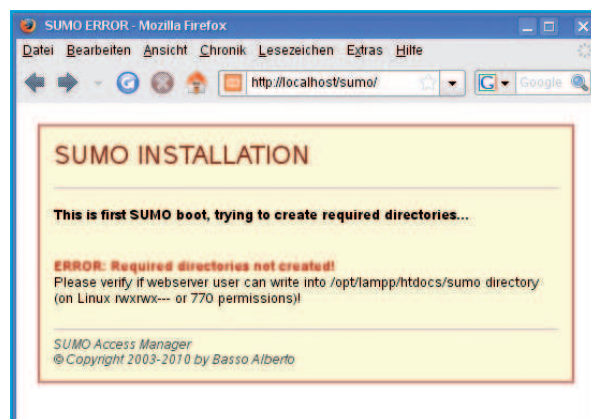 SUMO ERROR - Mozilla Firefox
Datei Bearbeiten Ansicht Chronik Lesezeichen Extras Hilfe
http://localhost/sumo/ Google
SUMO INSTALLATION
This is first SUMO boot, trying to create required directories...
ERROR: Required directories not created!
Please verify if webserver user can write into /opt/lampp/htdocs/sumo directory
(on Linux rwxrwx--- or 770 permissions)!
SUMO Access Manager
© Copyright 2003-2010 by Basso Alberto